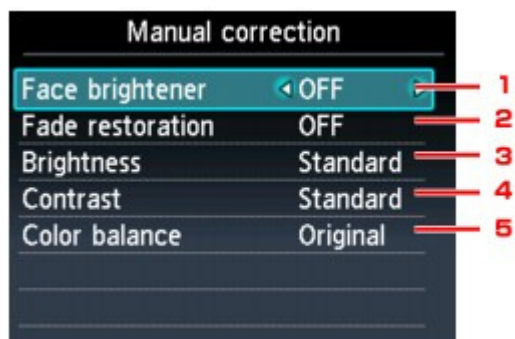 Manual correction
Face brightener OFF 1
Fade restoration OFF 2
Brightness Standard 3
Contrast Standard 4
Color balance Original 5